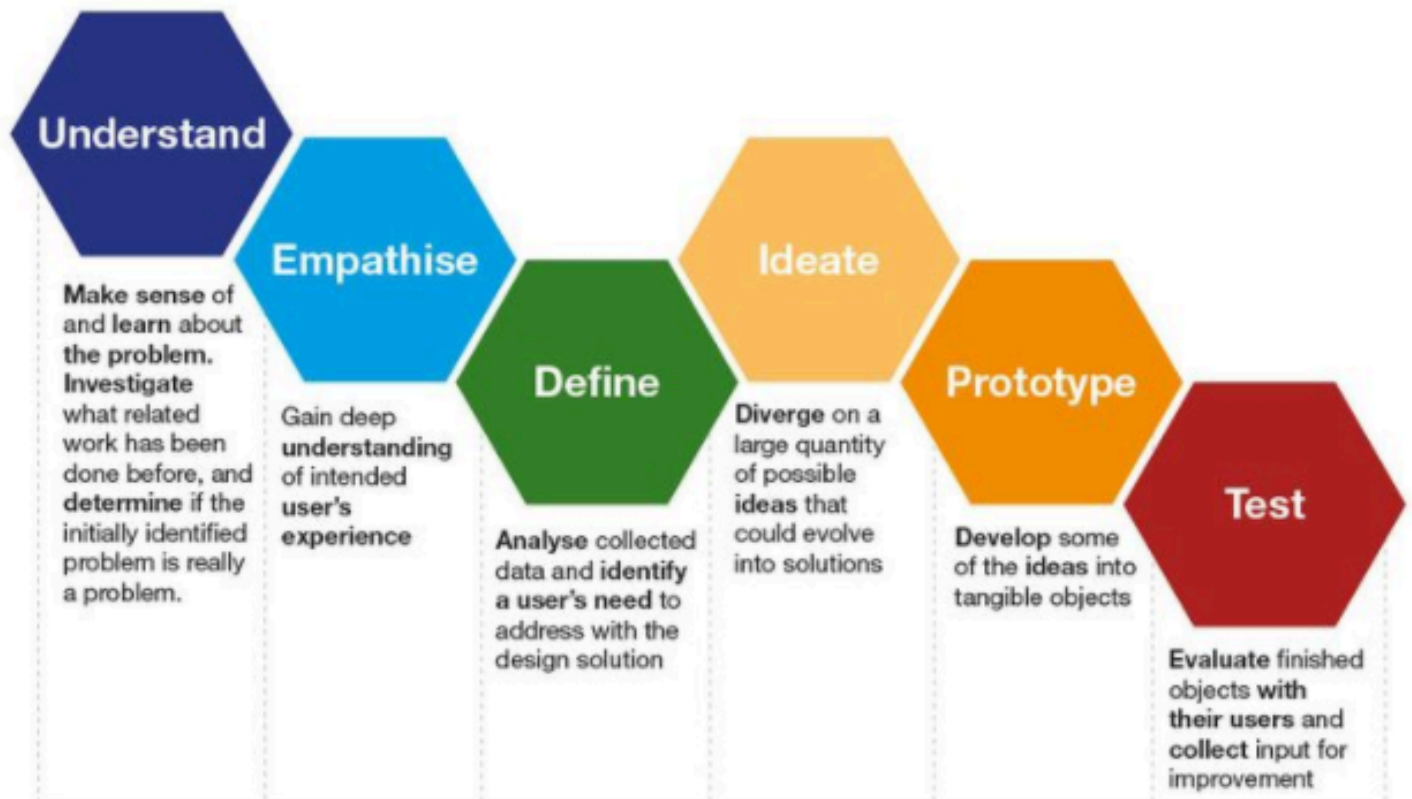 Understand
Make sense of
and learn about
the problem.
Investigate
what related
work has been
done before, and
determine if the
initially identified
problem is really
a problem.
Empathise
Gain deep
understanding
of intended
user's
experience
Define
Analyse collected
data and identify
a user's need to
address with the
design solution
Ideate
Diverge on a
large quantity
of possible
ideas that
could evolve
into solutions
Prototype
Develop some
of the ideas into
tangible objects
Test
Evaluate finished
objects with
their users and
collect input for
improvement